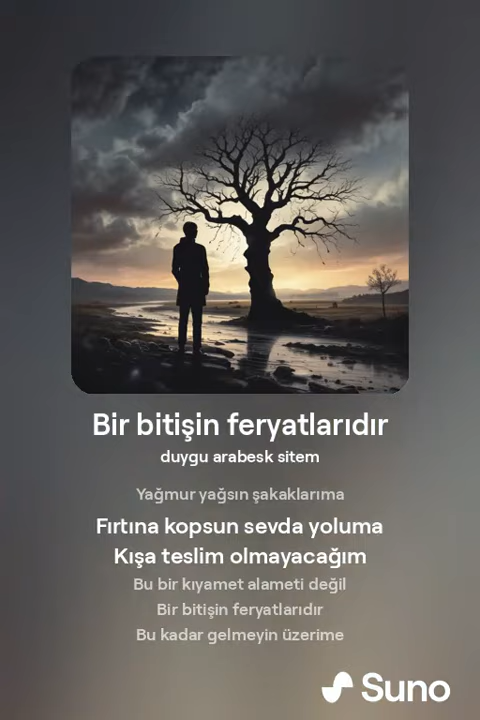 Bir bitişin feryatlarıdır
duygu arabesk sitem
Yağmur yağsın şakaklarıma
Fırtına kopsun sevda yoluma
Kışa teslim olmayacağım
Bu bir kıyamet alameti değil
Bir bitişin feryatlarıdır
Bu kadar gelmeyin üzerime
Suno